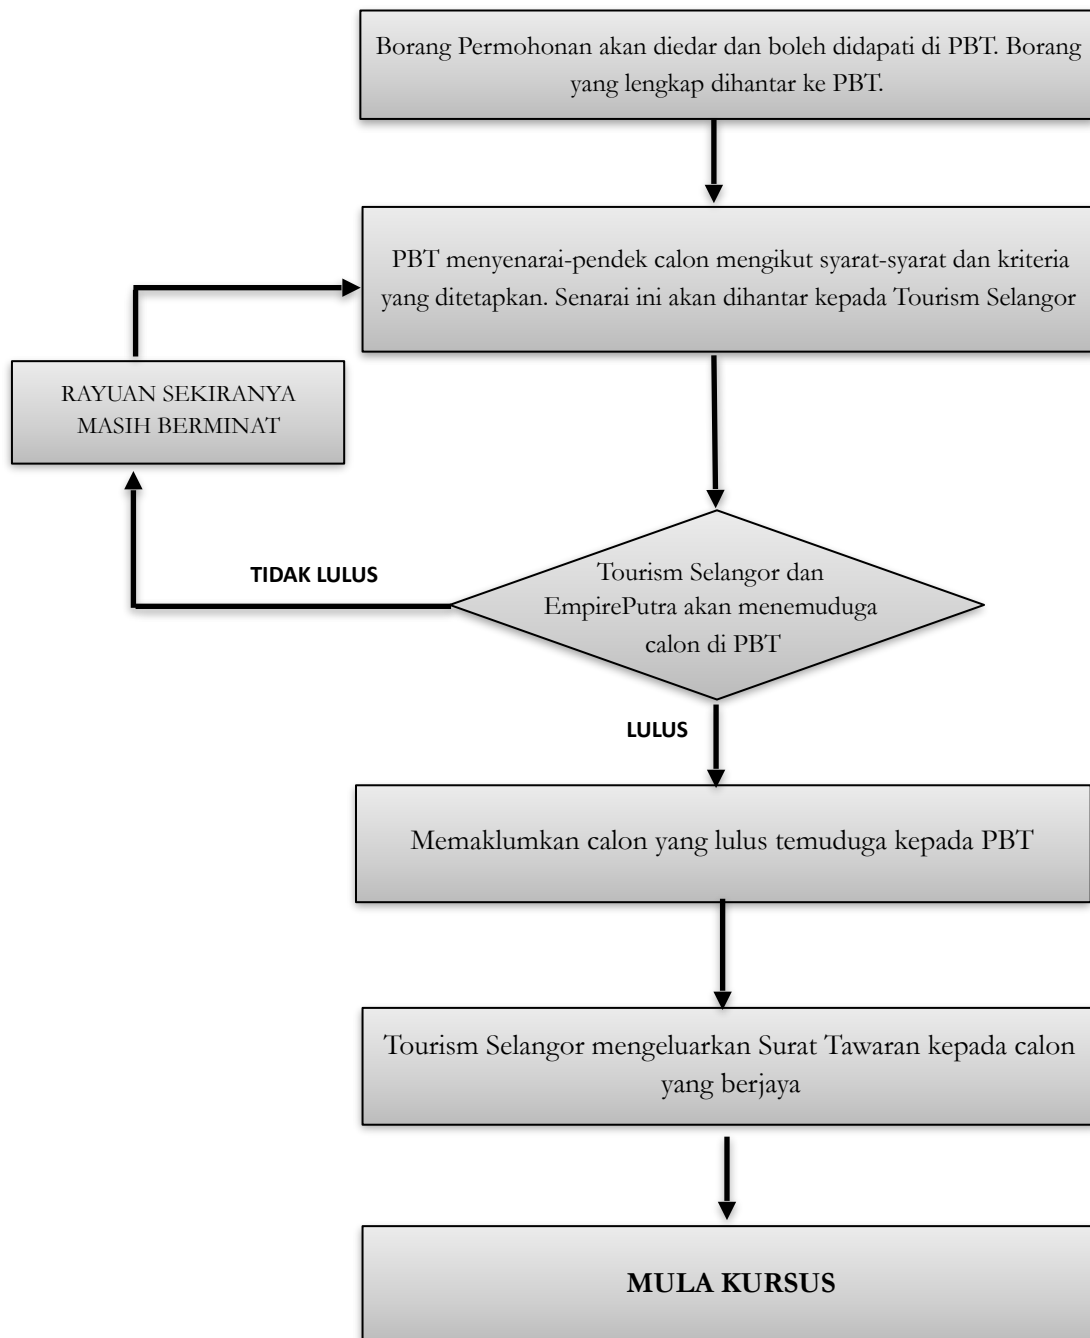 Borang Permohonan akan diedar dan boleh didapati di PBT. Borang
yang lengkap dihantar ke PBT.
PBT menyenarai-pendek calon mengikut syarat-syarat dan kriteria
yang ditetapkan. Senarai ini akan dihantar kepada Tourism Selangor
RAYUAN SEKIRANYA
MASIH BERMINAT
TIDAK LULUS
Tourism Selangor dan
EmpirePutra akan menemuduga
calon di PBT
LULUS
Memaklumkan calon yang lulus temuduga kepada PBT
Tourism Selangor mengeluarkan Surat Tawaran kepada calon
yang berjaya
MULA KURSUS